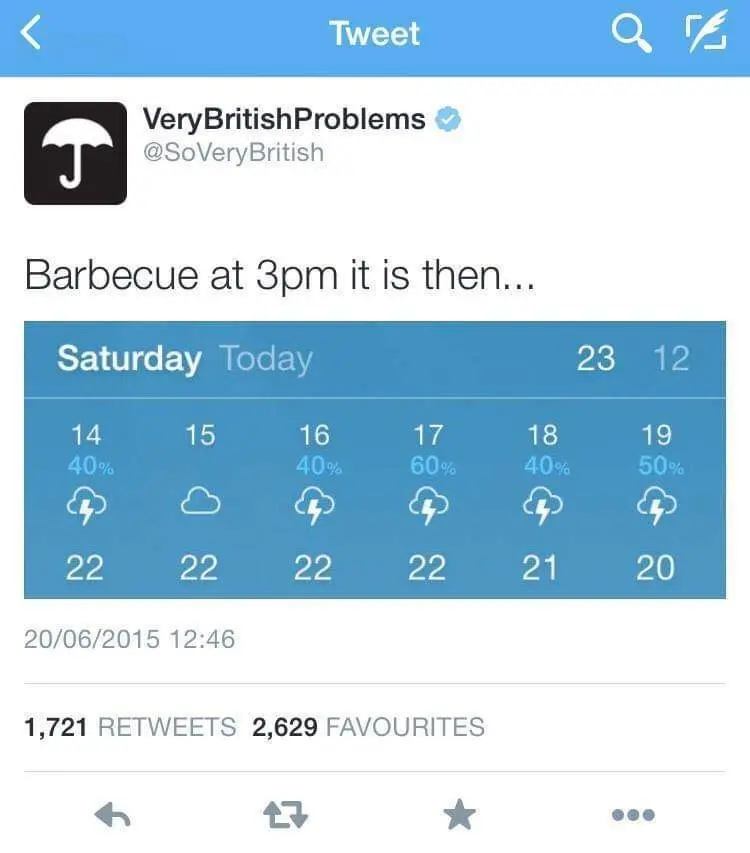 Tweet
VeryBritishProblems
@SoVeryBritish
Barbecue at 3pm it is then...
Saturday Today 23 12
14 15 16 17 18 19
40% 40% 60% 40% 50%
22 22 22 22 21 20
20/06/2015 12:46
1,721 RETWEETS 2,629 FAVOURITES